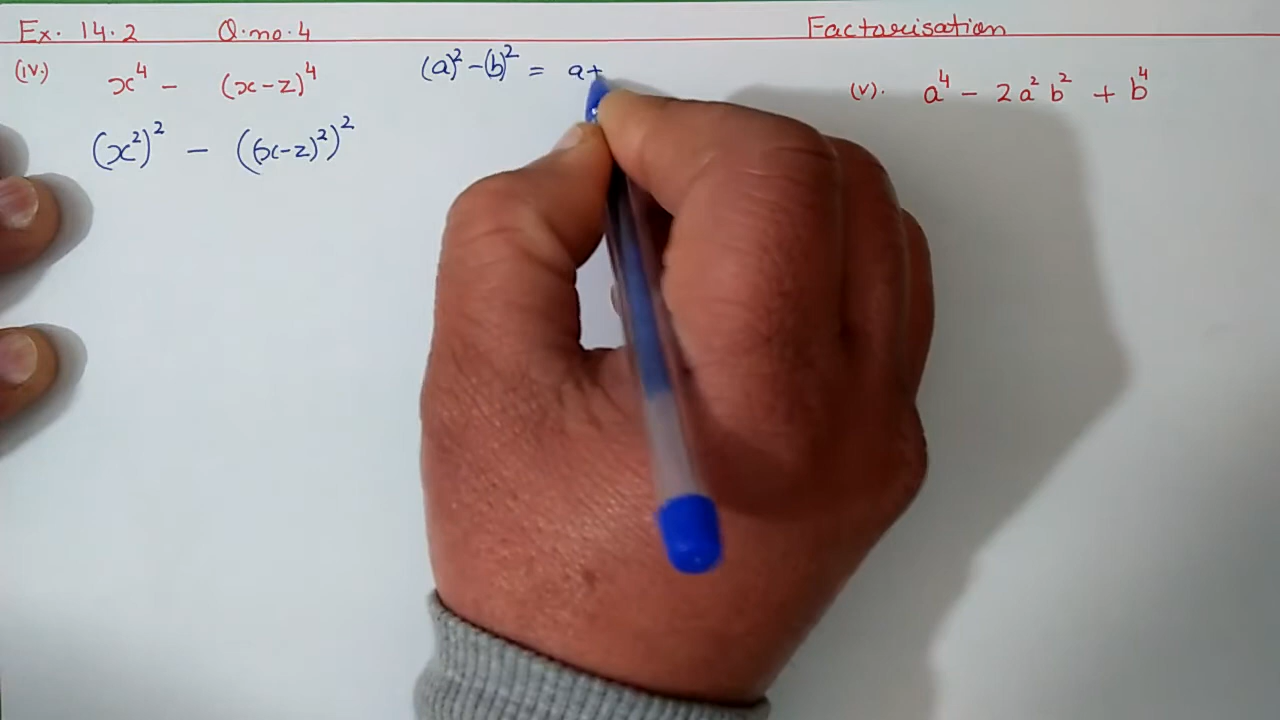 Ex. 14.2 Q.no.4 Factorisation
(iv) x⁴ - (x-z)⁴
(a)² - (b)² = a+
(v). a⁴ - 2a²b² + b⁴
(x²)² - ((x-z)²)²